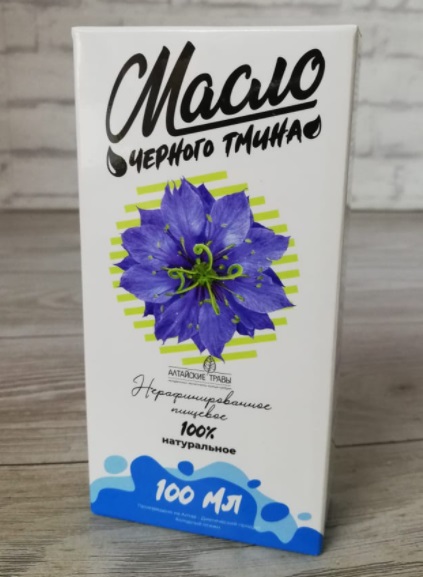 Масло
ЧЕРНОГО ТМИНА
АЛТАЙСКИЕ ТРАВЫ
Нерафинированное
пищевое
100%
натуральное
100 мл